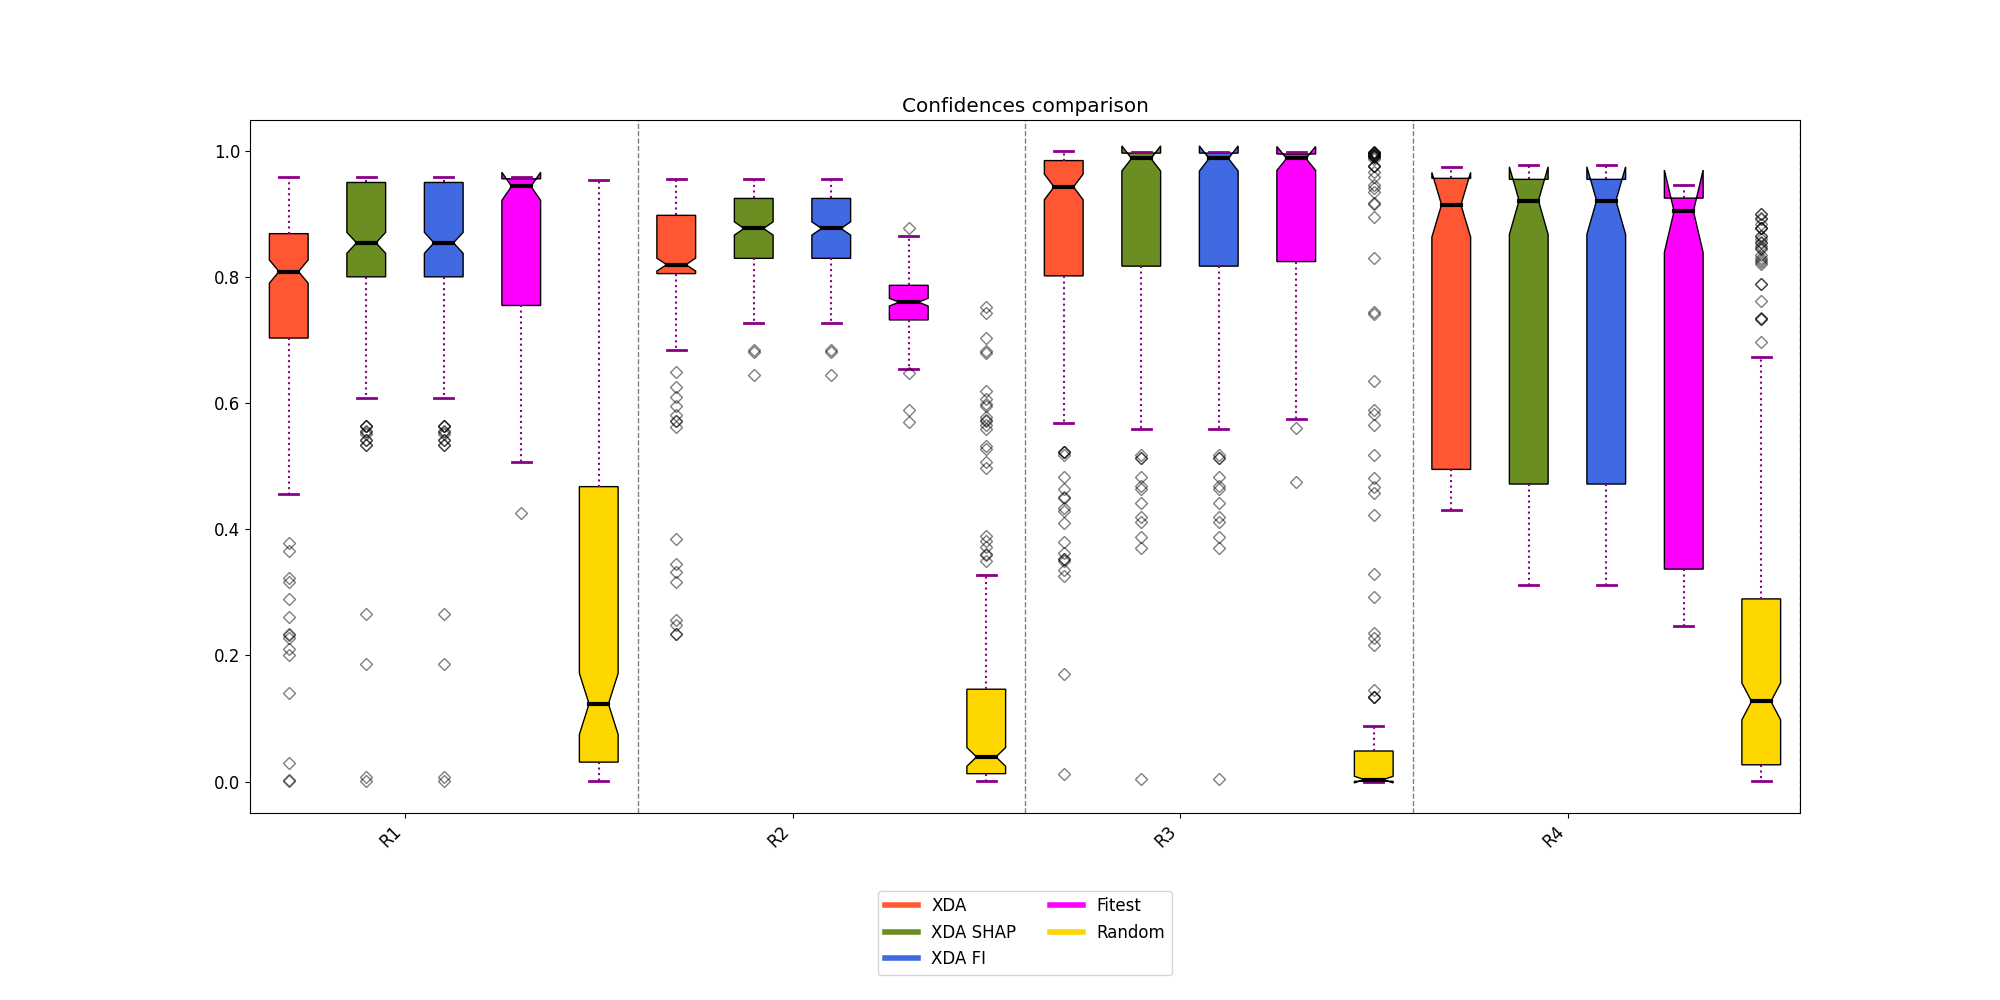 Confidences comparison
1.0
0.8
0.6
0.4
0.2
0.0
R1
R2
R3
R4
XDA
XDA SHAP
XDA FI
Fitest
Random